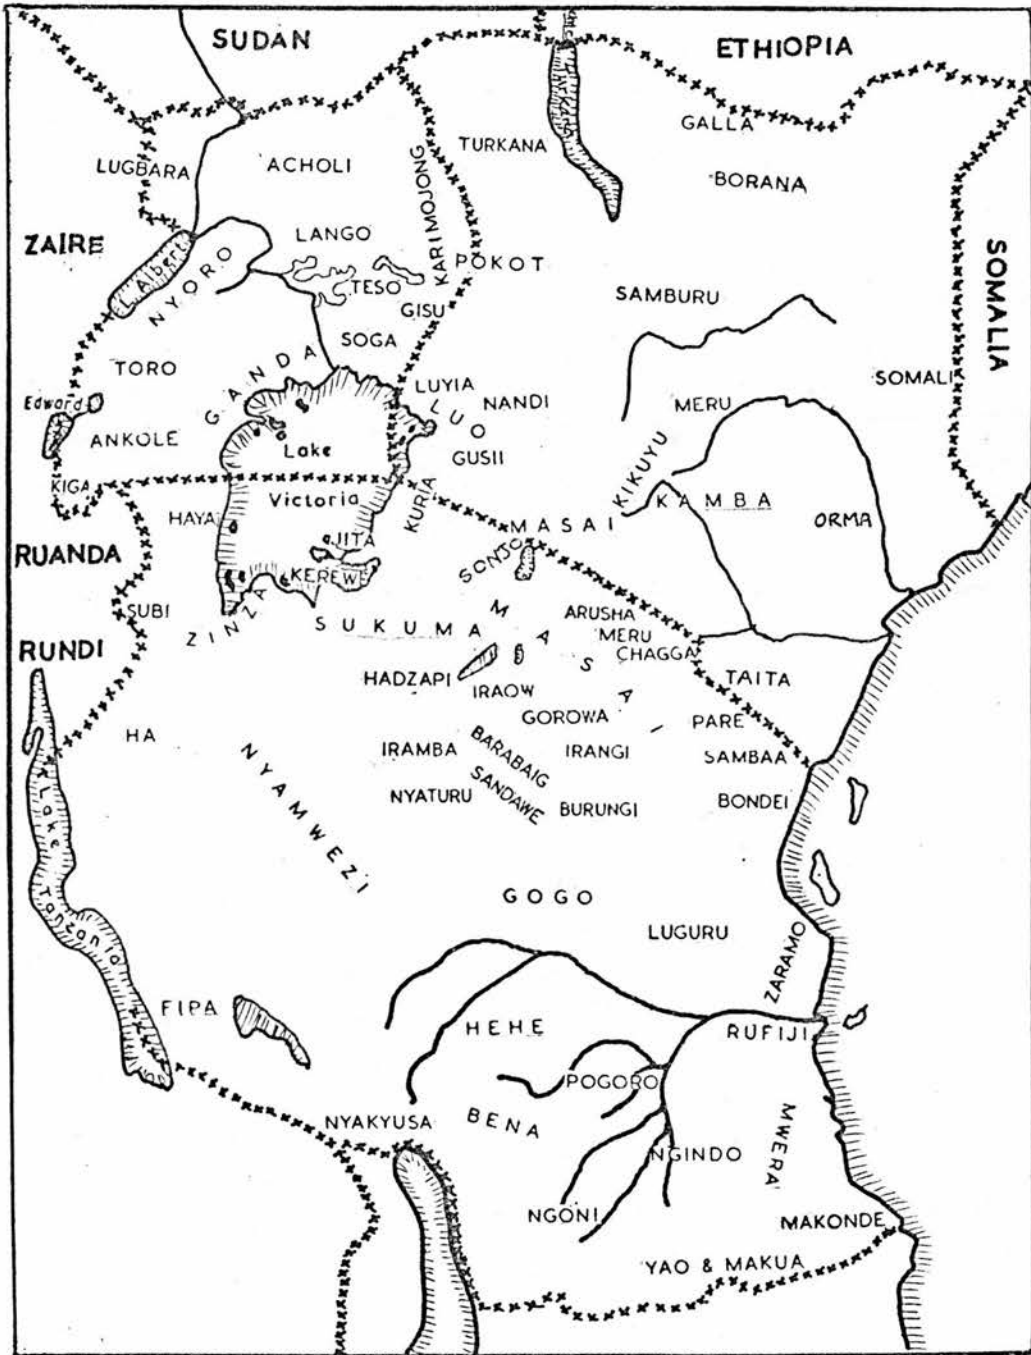 SUDAN
ETHIOPIA
GALLA
TURKANA
LUGBARA
ACHOLI
BORANA
KARIMOJONG
ZAIRE
LANGO
SOMALIA
L. Albert
NYORO
POKOT
TESO
SAMBURU
GISU
SOGA
TORO
GANDA
SOMALI
LUYIA
NANDI
MERU
Edward
LUO
ANKOLE
Lake
GUSII
KIKUYU
KIGA
Victoria
KURIA
KAMBA
HAYA
MASAI
ORMA
JITA
RUANDA
SONJO
KEREWE
SUBI
ZINZA
SUKUMA
MASAI
ARUSHA
MERU
CHAGGA
RUNDI
HADZAPI
IRAOW
TAITA
GOROWA
PARE
HA
IRAMBA
BARABAIG
IRANGI
SAMBAA
NYAMWEZI
NYATURU
SANDAWE
BURUNGI
BONDEI
Lake Tanzania
GOGO
LUGURU
ZARAMO
FIPA
HEHE
RUFIJI
POGORO
BENA
NYAKYUSA
MWERA
NGINDO
NGONI
MAKONDE
YAO & MAKUA